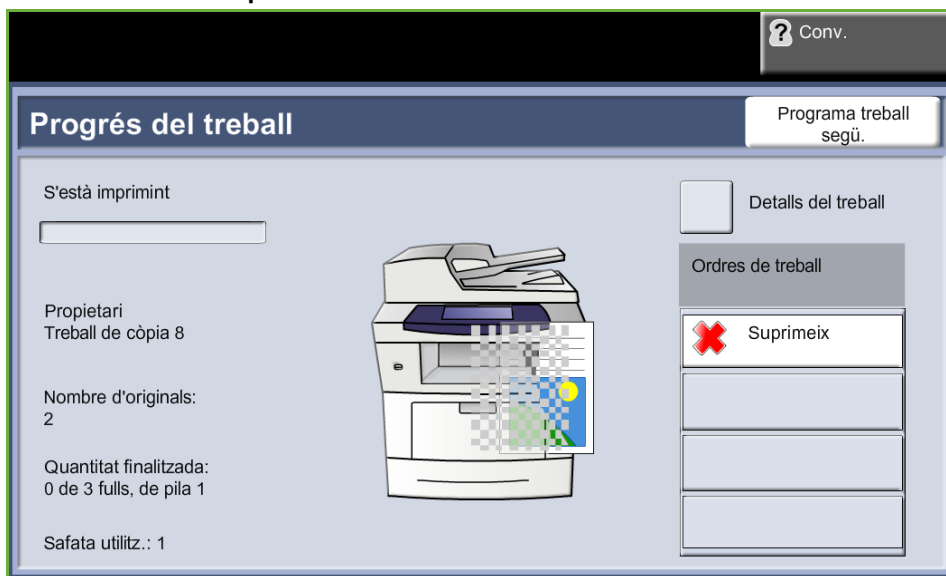 Conv.
Progrés del treball
Programa treball
segü.
S'està imprimint
Detalls del treball
Ordres de treball
Propietari
Treball de còpia 8
Suprimeix
Nombre d'originals:
2
Quantitat finalitzada:
0 de 3 fulls, de pila 1
Safata utilitz.: 1